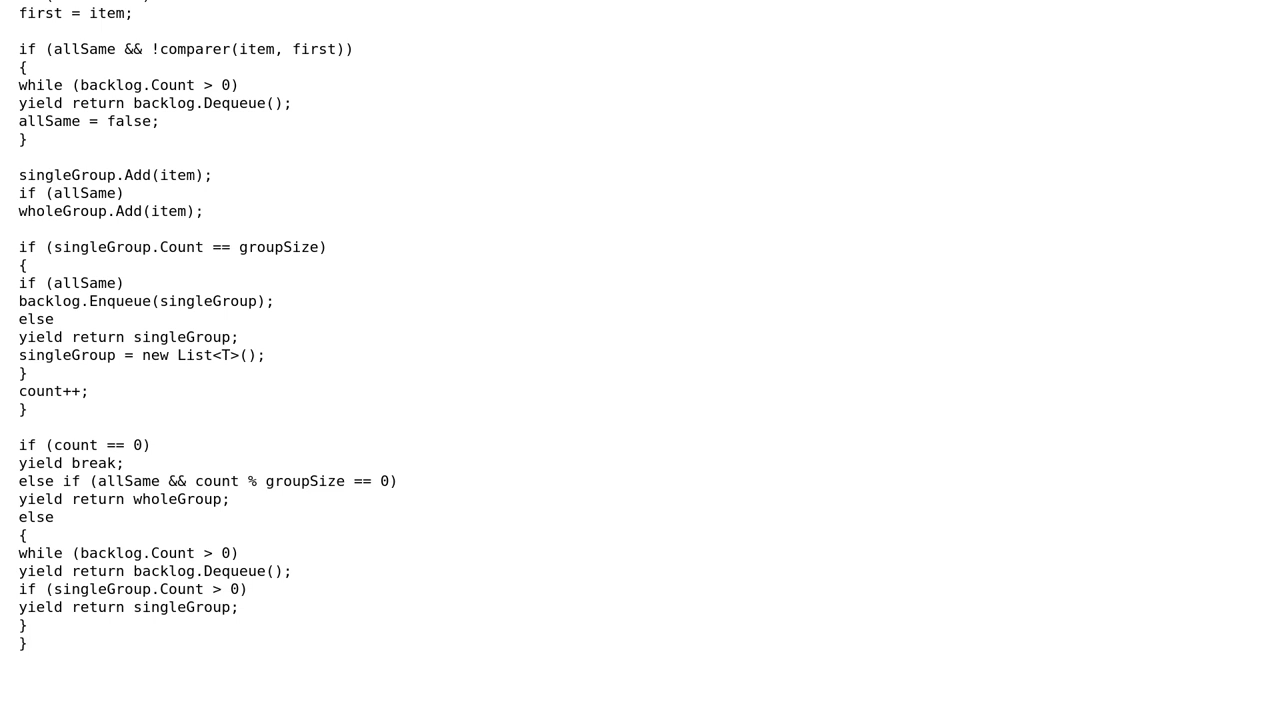 first = item;

if (allSame && !comparer(item, first))
{
while (backlog.Count > 0)
yield return backlog.Dequeue();
allSame = false;
}

singleGroup.Add(item);
if (allSame)
wholeGroup.Add(item);

if (singleGroup.Count == groupSize)
{
if (allSame)
backlog.Enqueue(singleGroup);
else
yield return singleGroup;
singleGroup = new List<T>();
}
count++;
}

if (count == 0)
yield break;
else if (allSame && count % groupSize == 0)
yield return wholeGroup;
else
{
while (backlog.Count > 0)
yield return backlog.Dequeue();
if (singleGroup.Count > 0)
yield return singleGroup;
}
}